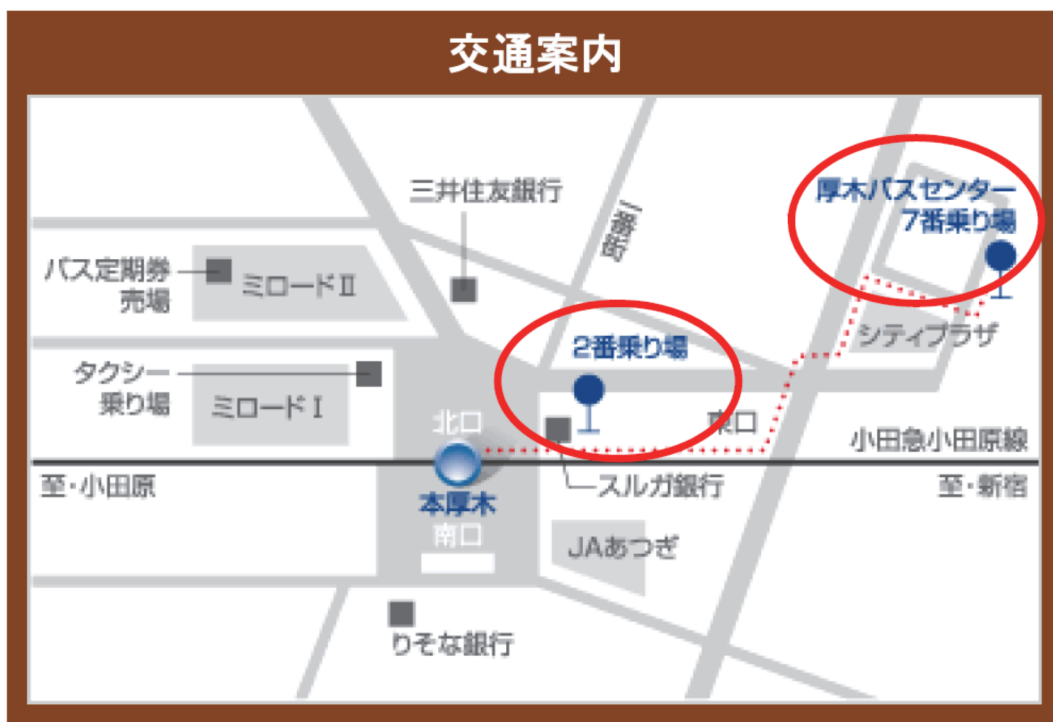 交通案内
三井住友銀行
一番街
厚木バスセンター
7番乗り場
バス定期券
売場
ミロードⅡ
シティプラザ
2番乗り場
タクシー
乗り場
ミロードⅠ
北口
東口
小田急小田原線
至・小田原
本厚木
スルガ銀行
至・新宿
南口
JAあつぎ
りそな銀行